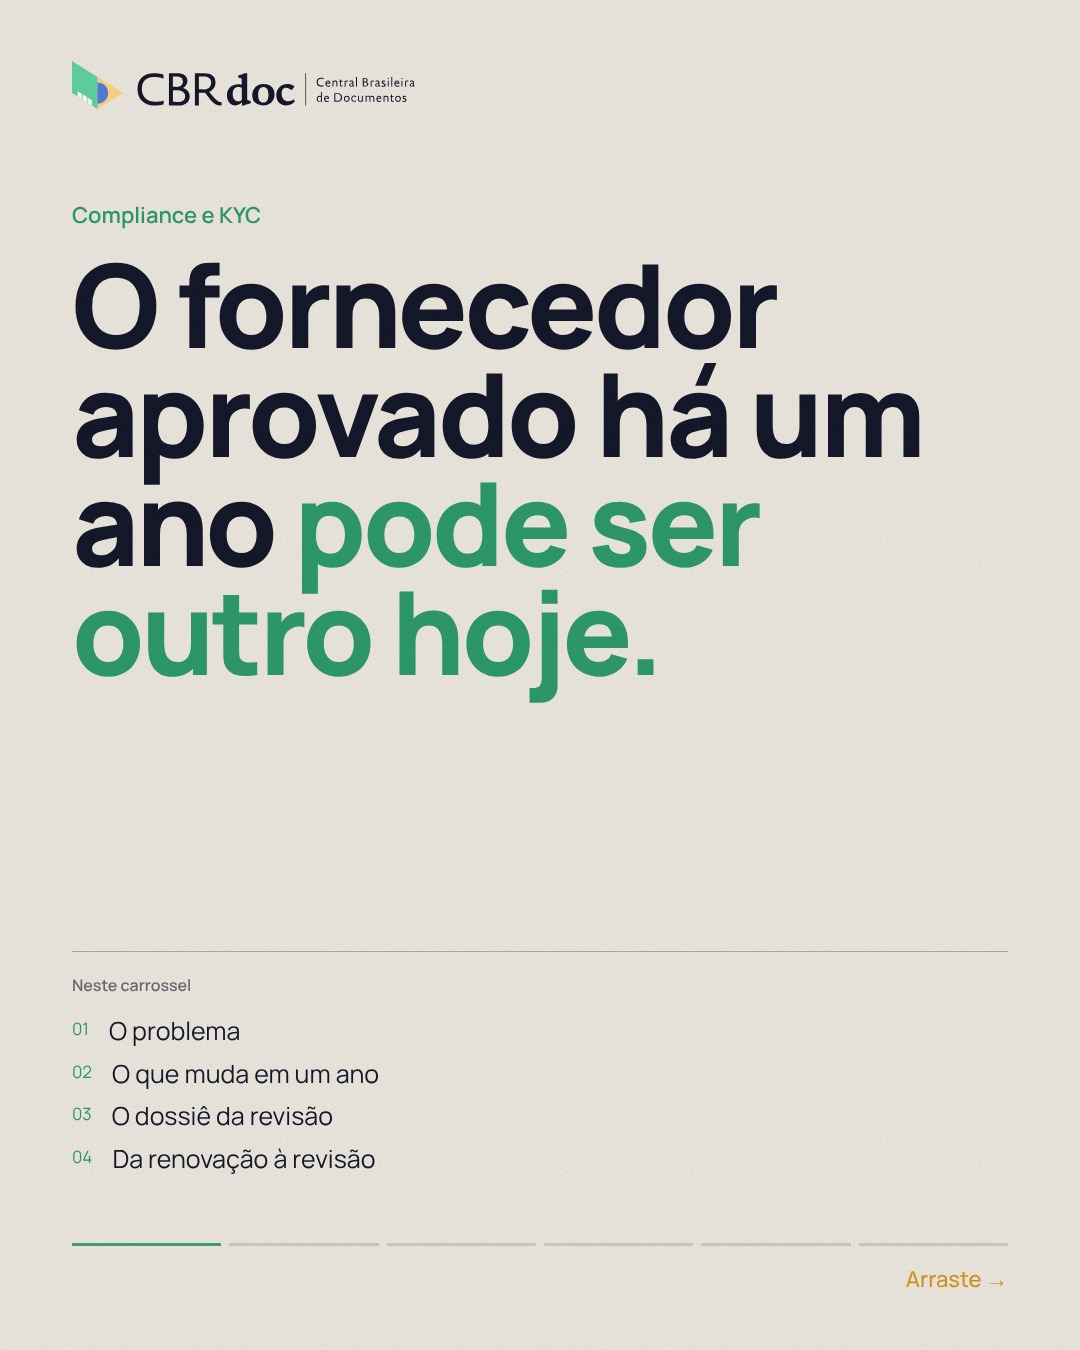 CBRdoc
Central Brasileira
de Documentos
Compliance e KYC
O fornecedor
aprovado há um
ano pode ser
outro hoje.
Neste carrossel
01 O problema
02 O que muda em um ano
03 O dossiê da revisão
04 Da renovação à revisão
Arraste →